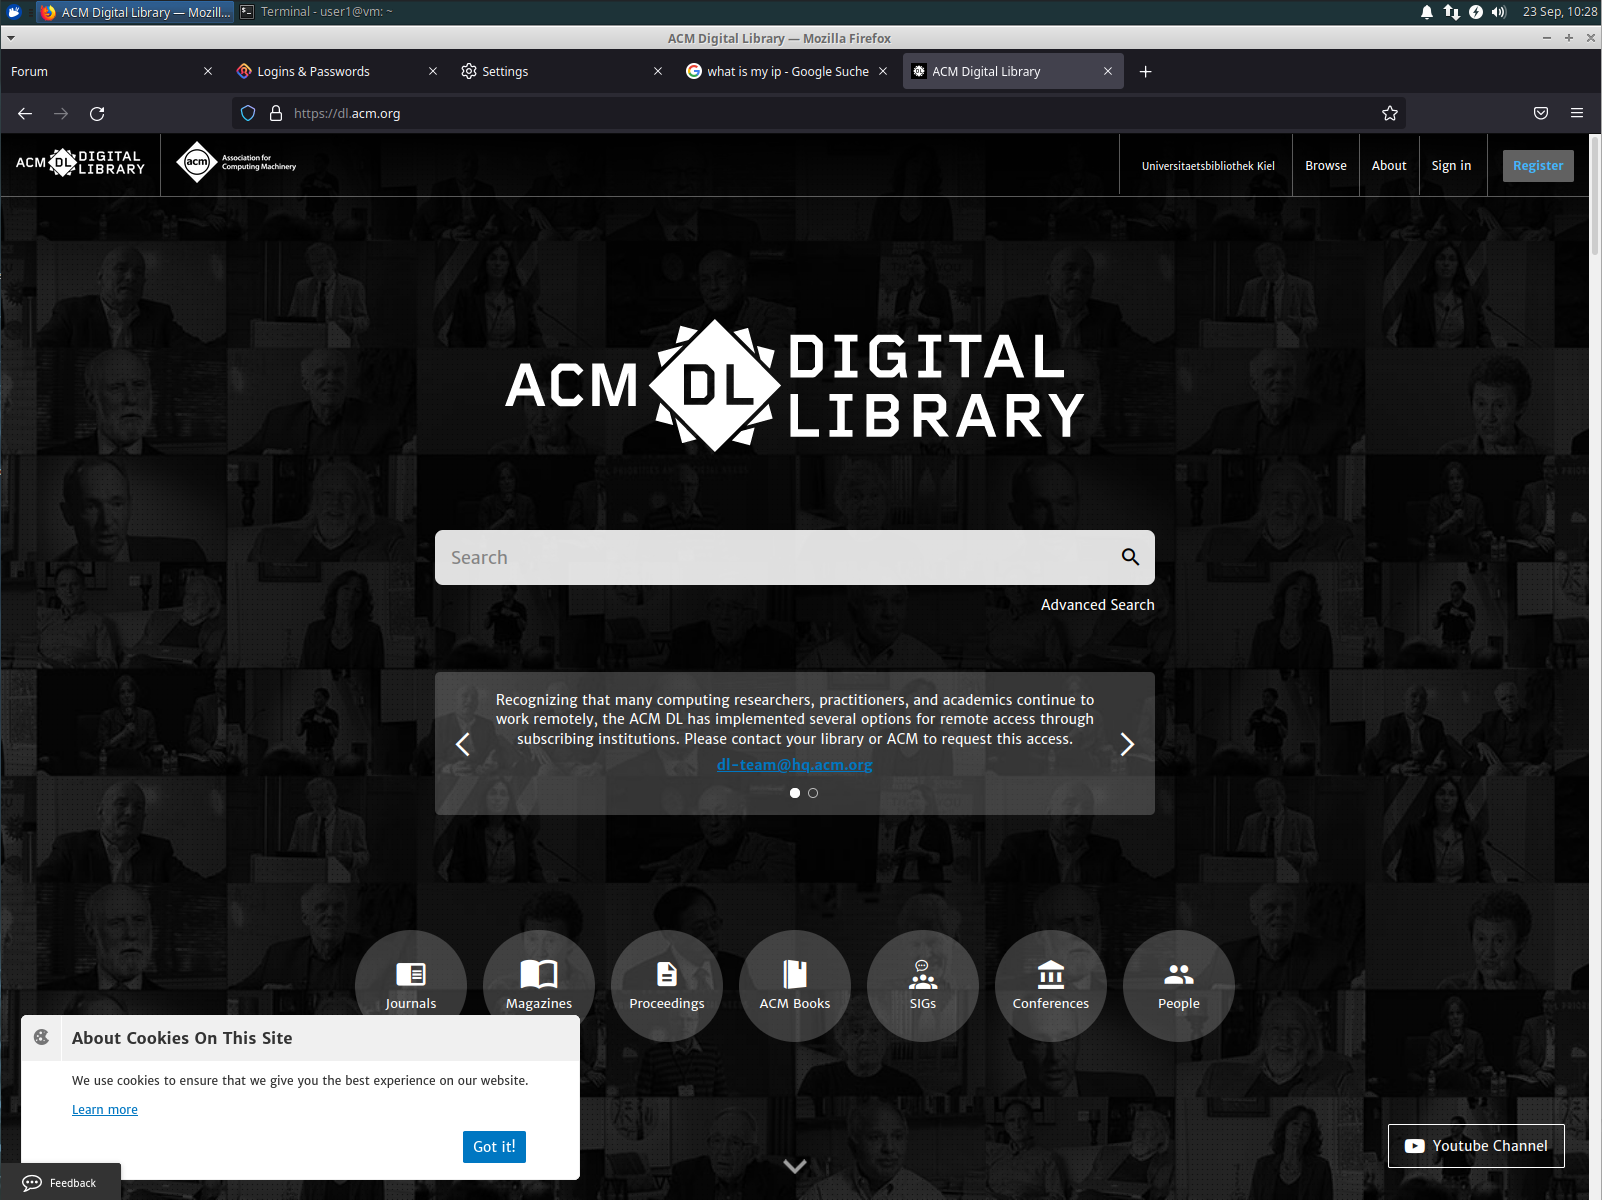 ACM Digital Library — Mozill...
Terminal - user1@vm: ~
23 Sep, 10:28
ACM Digital Library — Mozilla Firefox
Forum
Logins & Passwords
Settings
what is my ip - Google Suche
ACM Digital Library
https://dl.acm.org
ACM DL DIGITAL LIBRARY
acm Association for Computing Machinery
Universitaetsbibliothek Kiel
Browse
About
Sign in
Register
ACM DL DIGITAL
LIBRARY
Search
Advanced Search
Recognizing that many computing researchers, practitioners, and academics continue to
work remotely, the ACM DL has implemented several options for remote access through
subscribing institutions. Please contact your library or ACM to request this access.
dl-team@hq.acm.org
Journals
Magazines
Proceedings
ACM Books
SIGs
Conferences
People
About Cookies On This Site
We use cookies to ensure that we give you the best experience on our website.
Learn more
Got it!
Youtube Channel
Feedback